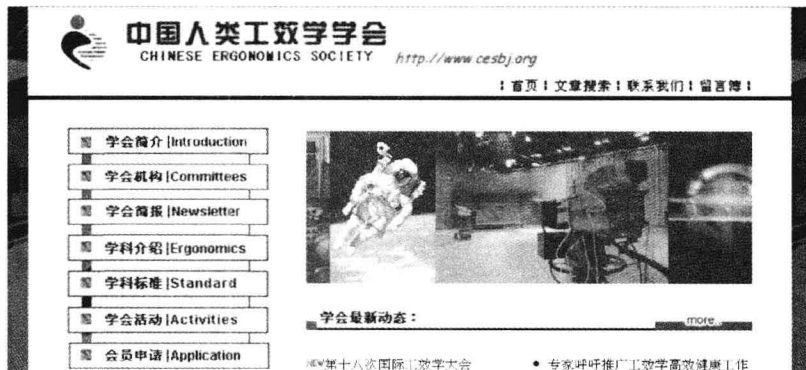 中国人类工效学学会
CHINESE ERGONOMICS SOCIETY http://www.cesbj.org
¦ 首页 ¦ 文章搜索 ¦ 联系我们 ¦ 留言簿 ¦
学会简介 |Introduction
学会机构 |Committees
学会简报 |Newsletter
学科介绍 |Ergonomics
学科标准 |Standard
学会活动 |Activities
会员申请 |Application
学会最新动态：
more...
NEW 第十八次国际工效学大会
• 专家呼吁推广工效学高效健康工作